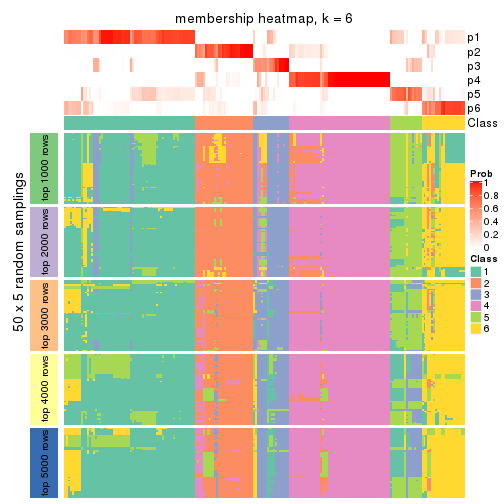 membership heatmap, k = 6
p1
p2
p3
p4
p5
p6
Class
50 x 5 random samplings
top 1000 rows
top 2000 rows
top 3000 rows
top 4000 rows
top 5000 rows
Prob
1
0.8
0.6
0.4
0.2
0
Class
1
2
3
4
5
6